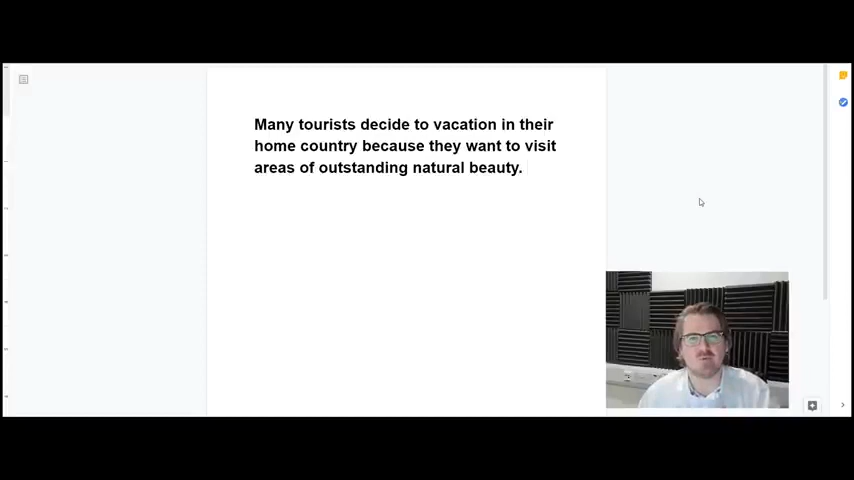 Many tourists decide to vacation in their
home country because they want to visit
areas of outstanding natural beauty.